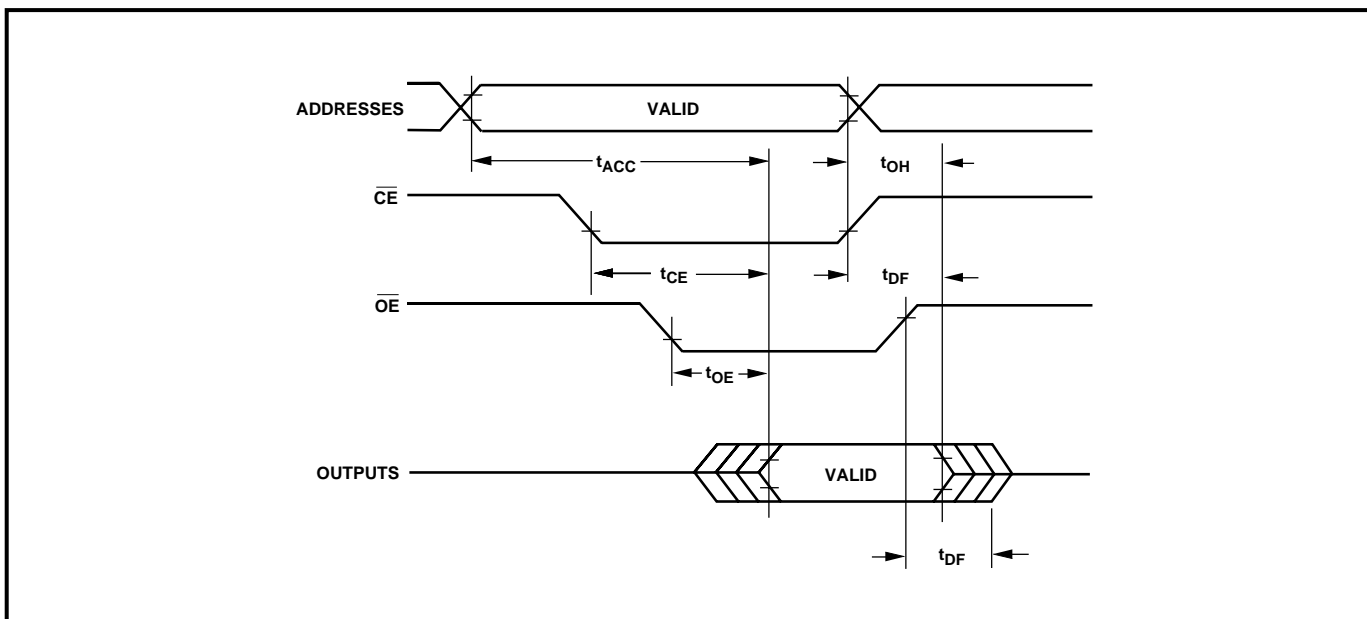 ADDRESSES
VALID
tACC
tOH
CE
tCE
tDF
OE
tOE
OUTPUTS
VALID
tDF